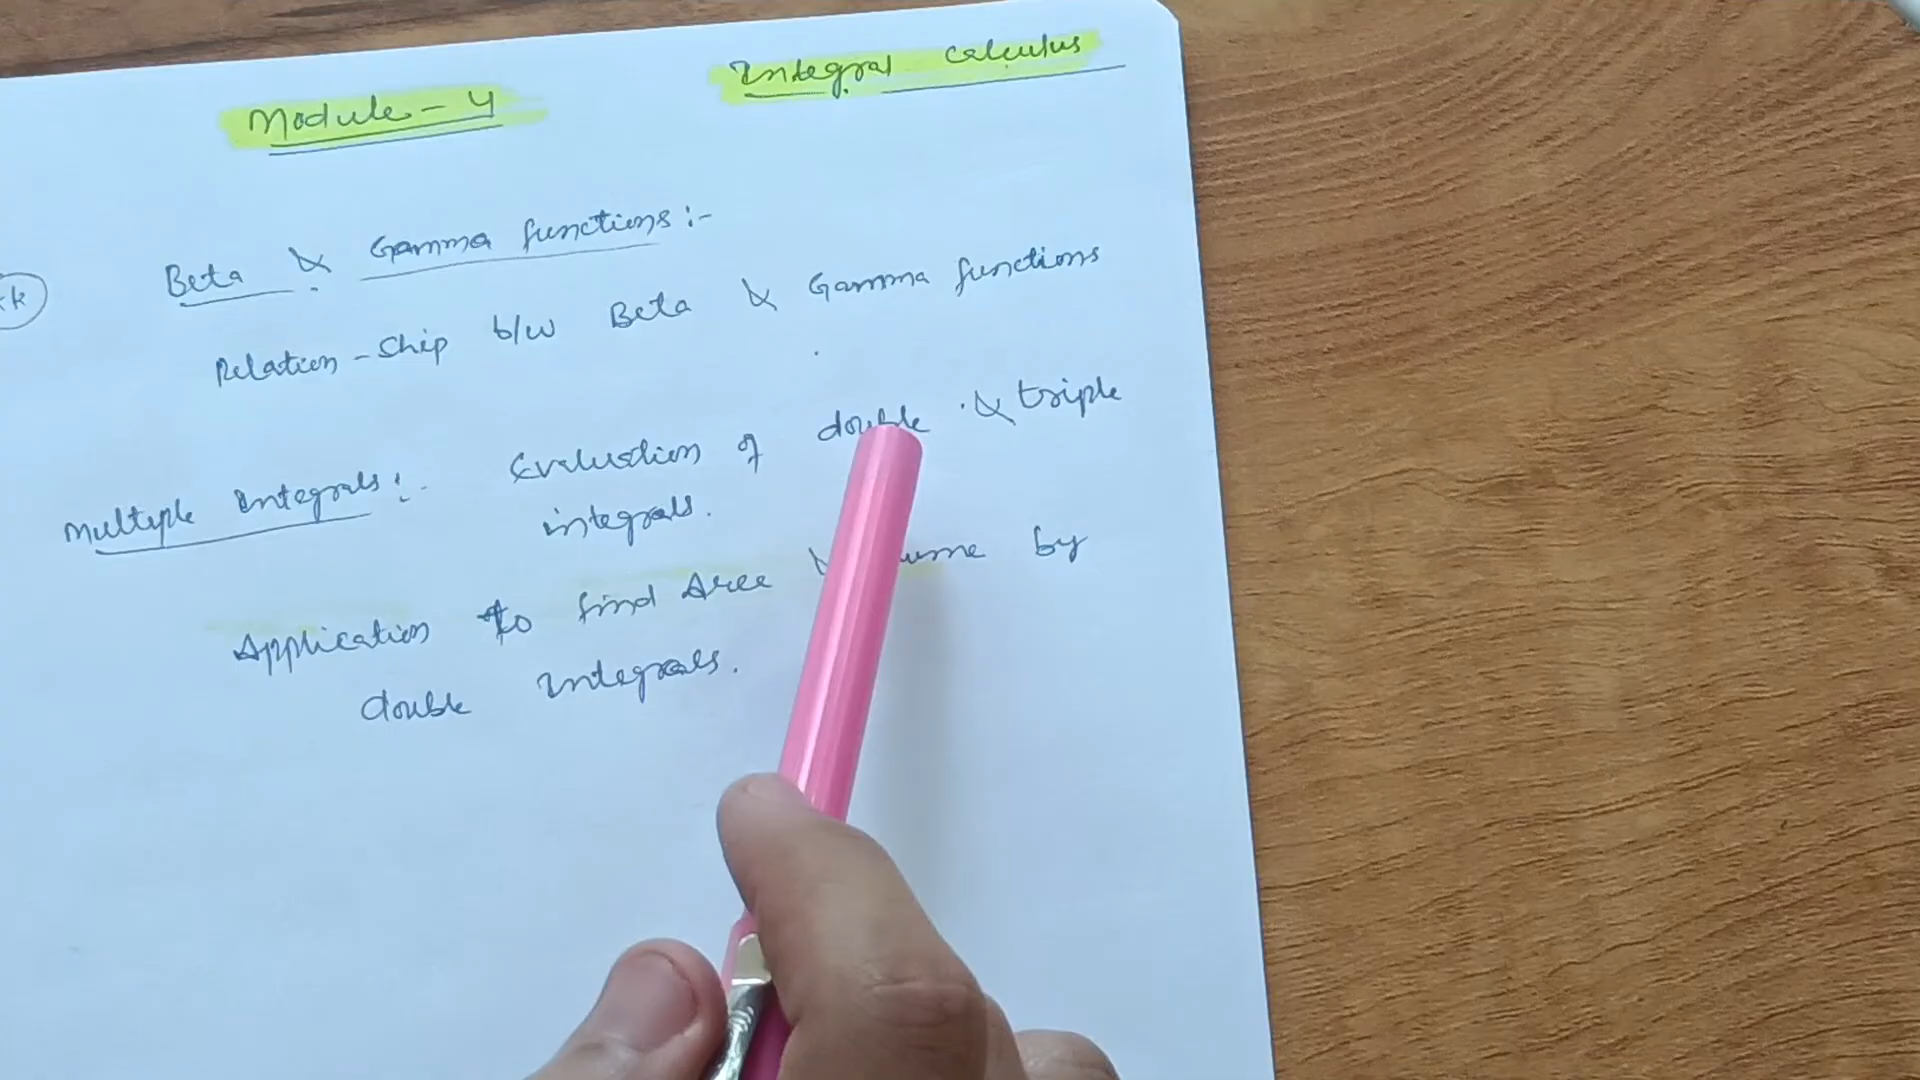 Module - 4 Integral calculus
Beta & Gamma functions :-
Relation - Ship b/w Beta & Gamma functions
Multiple Integrals :- Evaluation of double & triple
integrals.
Application to find Area & by
double Integrals.